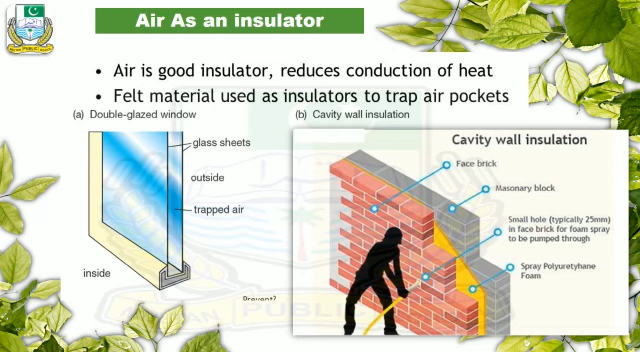 Air As an insulator
• Air is good insulator, reduces conduction of heat
• Felt material used as insulators to trap air pockets
(a) Double-glazed window
glass sheets
outside
trapped air
inside
(b) Cavity wall insulation
Cavity wall insulation
Face brick
Masonary block
Small hole (typically 25mm)
in face brick for foam spray
to be pumped through
Spray Polyuretyhane
Foam